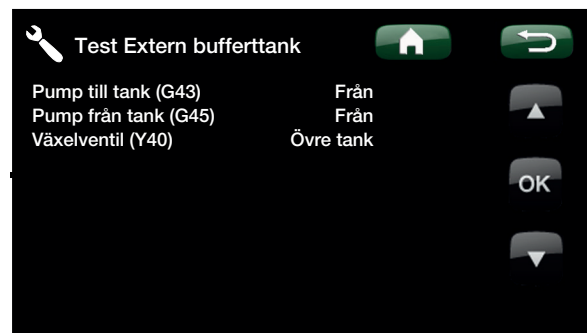 Test Extern bufferttank
Pump till tank (G43) Från
Pump från tank (G45) Från
Växelventil (Y40) Övre tank
OK